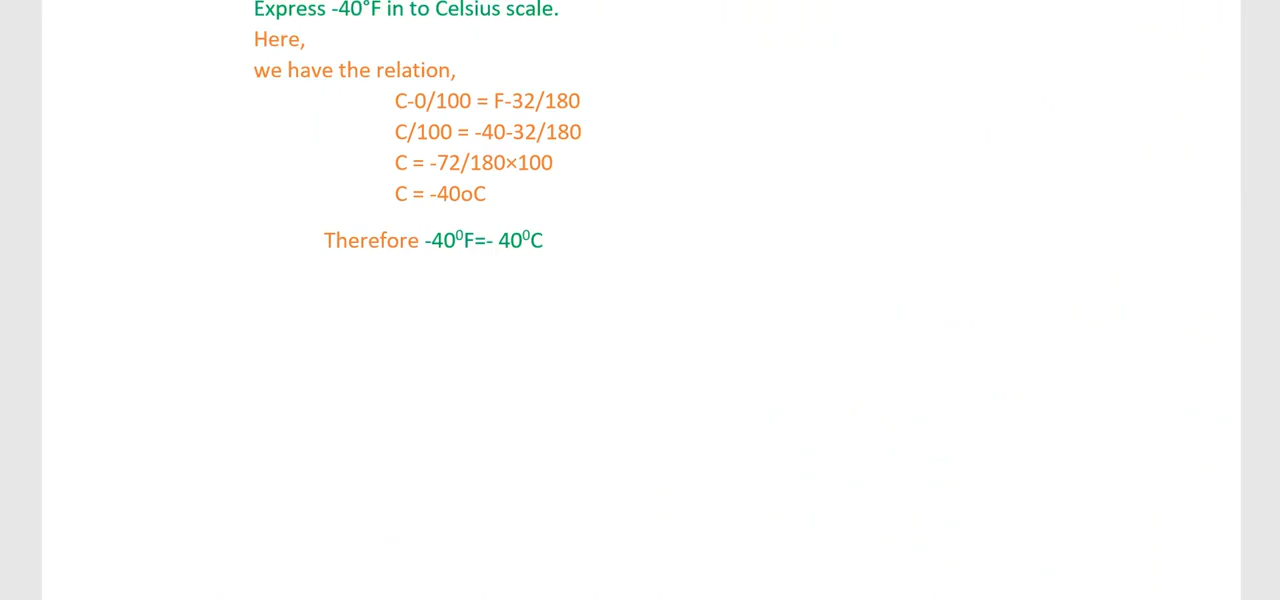 Express -40°F in to Celsius scale.
Here,
we have the relation,
C-0/100 = F-32/180
C/100 = -40-32/180
C = -72/180×100
C = -40oC
Therefore -40⁰F=- 40⁰C